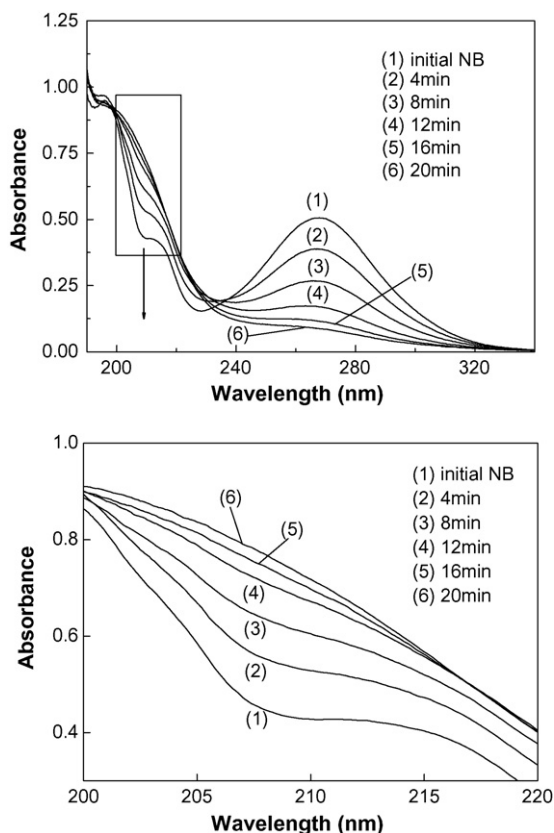 1.25
1.00
0.75
0.50
0.25
0.00
Absorbance
(1) initial NB
(2) 4min
(3) 8min
(4) 12min
(5) 16min
(6) 20min
(1)
(2)
(3)
(4)
(5)
(6)
200 240 280 320
Wavelength (nm)
1.0
0.8
0.6
0.4
Absorbance
(1) initial NB
(2) 4min
(3) 8min
(4) 12min
(5) 16min
(6) 20min
(6)
(5)
(4)
(3)
(2)
(1)
200 205 210 215 220
Wavelength (nm)